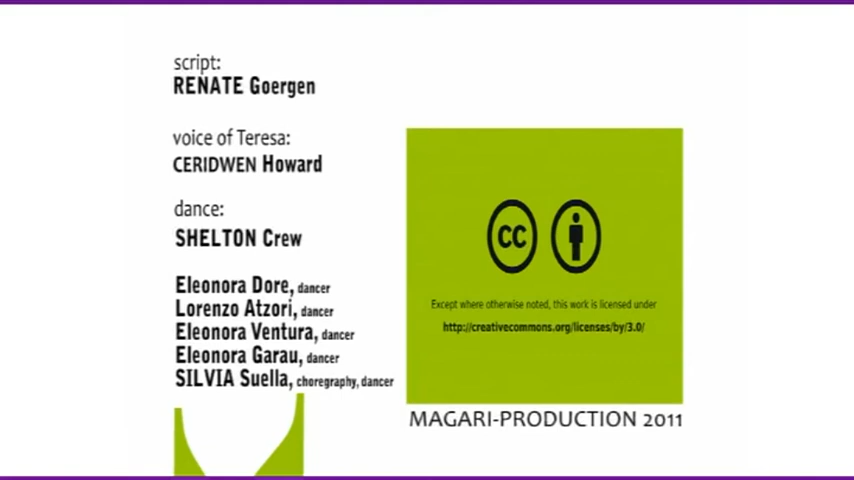 script:
RENATE Goergen
voice of Teresa:
CERIDWEN Howard
dance:
SHELTON Crew
Eleonora Dore, dancer
Lorenzo Atzori, dancer
Eleonora Ventura, dancer
Eleonora Garau, dancer
SILVIA Suella, choregraphy, dancer
cc
Except where otherwise noted, this work is licensed under
http://creativecommons.org/licenses/by/3.0/
MAGARI-PRODUCTION 2011